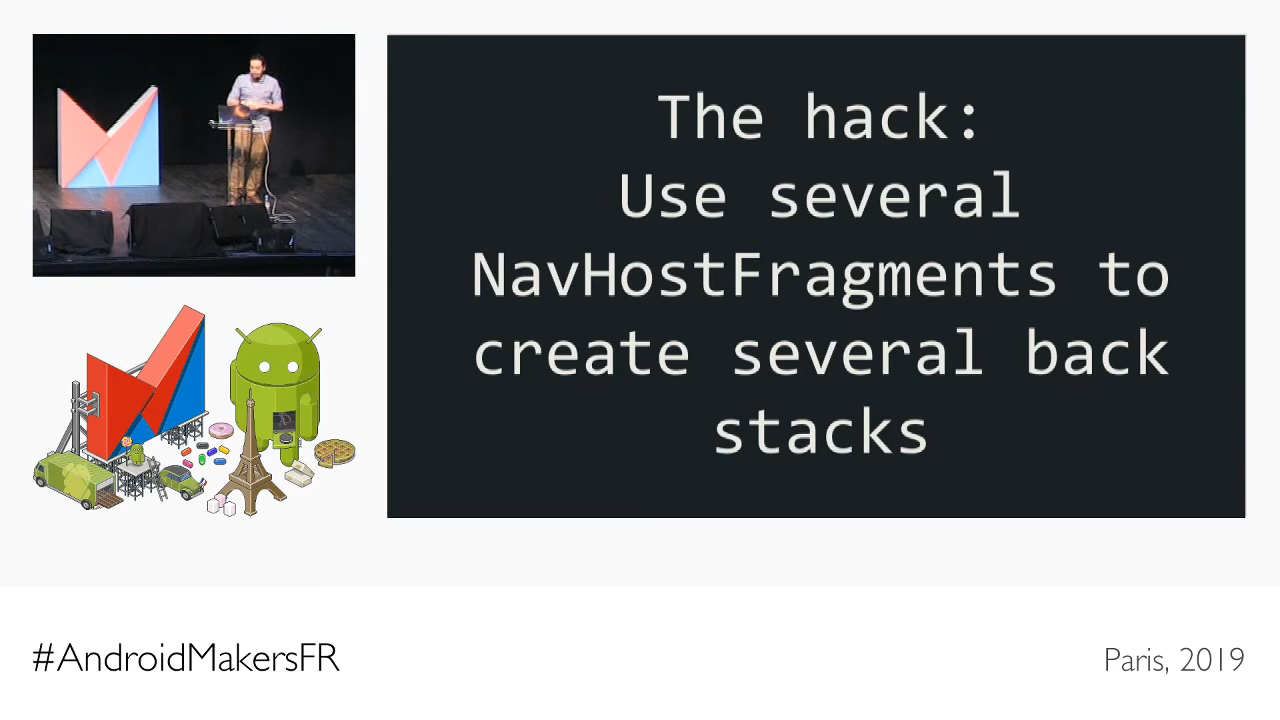 The hack:
Use several
NavHostFragments to
create several back
stacks
#AndroidMakersFR
Paris, 2019